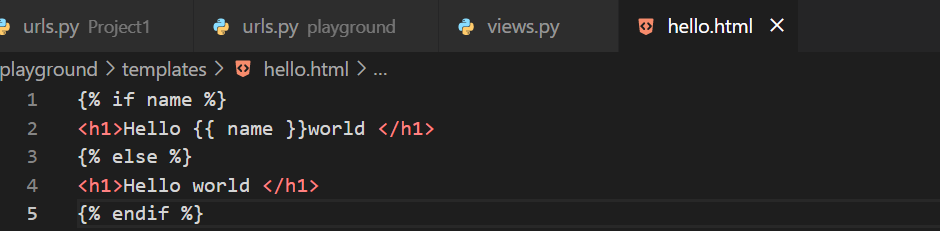 urls.py Project1 urls.py playground views.py hello.html
playground > templates > hello.html > ...
1 {% if name %}
2 <h1>Hello {{ name }}world </h1>
3 {% else %}
4 <h1>Hello world </h1>
5 {% endif %}